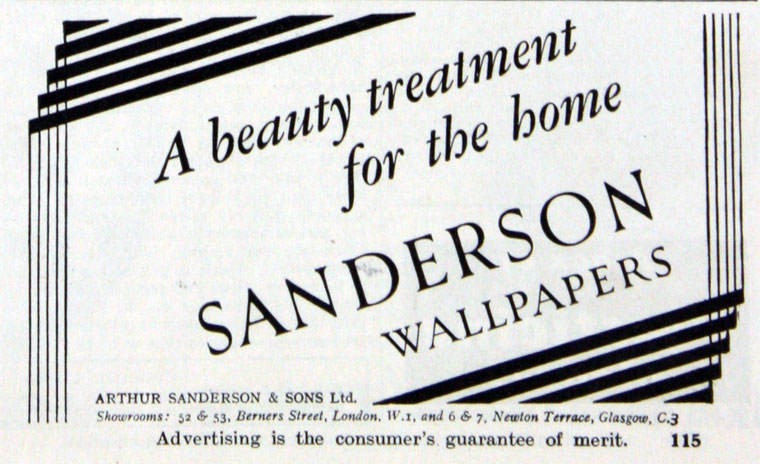 A beauty treatment
for the home
SANDERSON
WALLPAPERS
ARTHUR SANDERSON & SONS Ltd.
Showrooms: 52 & 53, Berners Street, London, W.1, and 6 & 7, Newton Terrace, Glasgow, C.3
Advertising is the consumer's guarantee of merit. 115